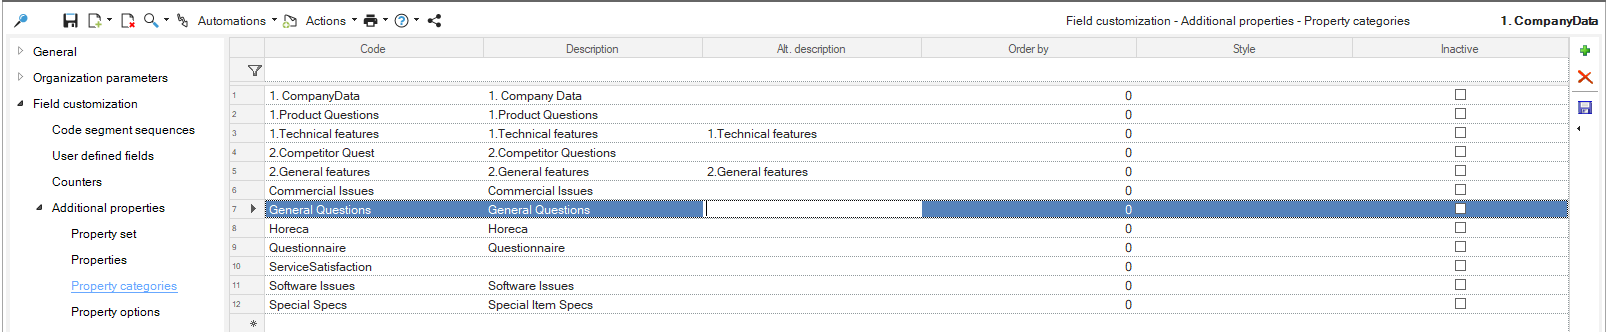 Automations Actions Field customization - Additional properties - Property categories 1. CompanyData
General
Organization parameters
Field customization
Code segment sequences
User defined fields
Counters
Additional properties
Property set
Properties
Property categories
Property options
Code Description Alt. description Order by Style Inactive
1 1. CompanyData 1. Company Data 0
2 1.Product Questions 1.Product Questions 0
3 1.Technical features 1.Technical features 1.Technical features 0
4 2.Competitor Quest 2.Competitor Questions 0
5 2.General features 2.General features 2.General features 0
6 Commercial Issues Commercial Issues 0
7 General Questions General Questions 0
8 Horeca Horeca 0
9 Questionnaire Questionnaire 0
10 ServiceSatisfaction 0
11 Software Issues Software Issues 0
12 Special Specs Special Item Specs 0